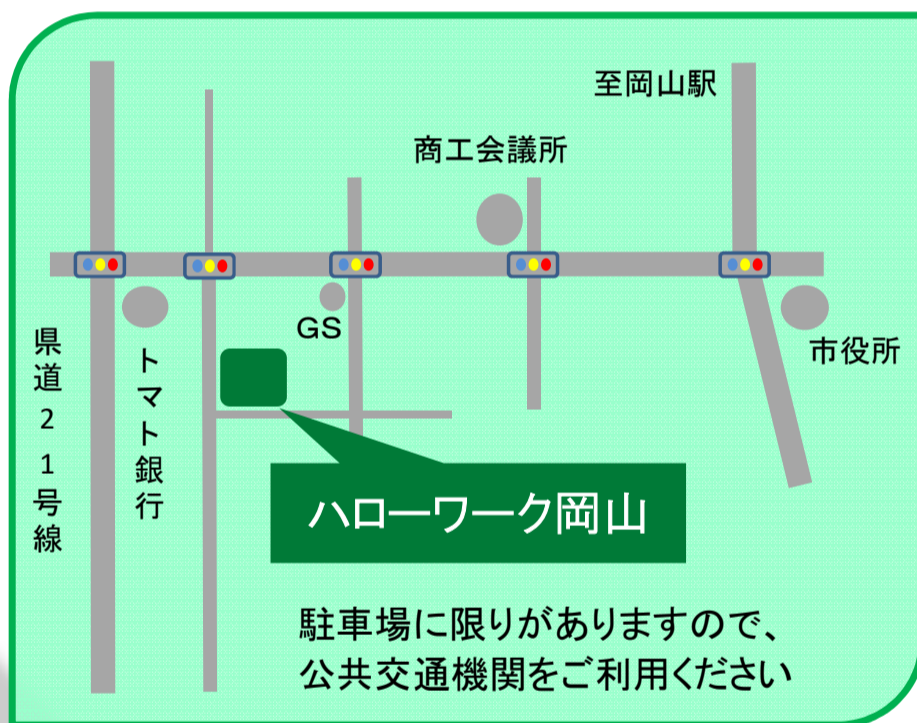 至岡山駅
商工会議所
GS
市役所
県道21号線
トマト銀行
ハローワーク岡山
駐車場に限りがありますので、
公共交通機関をご利用ください